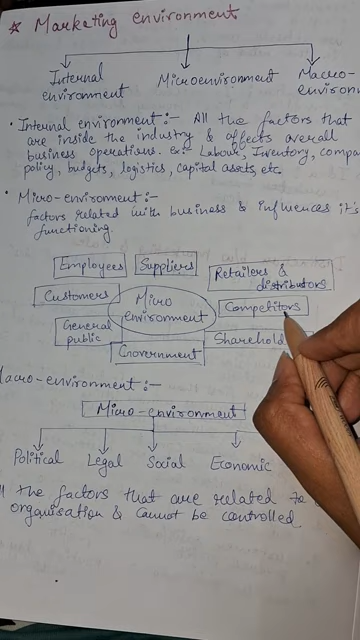 * Marketing environment
Internal environment
Microenvironment
Macro-environm
• Internal environment :- All the factors that
are inside the industry & affects overall
business operations. ex:- Labour, Inventory, compa
policy, budgets, logistics, capital assets etc.
• Micro-environment :-
factors related with business & influences it's
functioning.
Employees
Suppliers
Retailers & distributors
Customers
Micro environment
Competitors
General public
Government
Sharehold
Macro-environment :-
Micro-environment
Political
Legal
Social
Economic
the factors that are related to
organisation & cannot be controlled